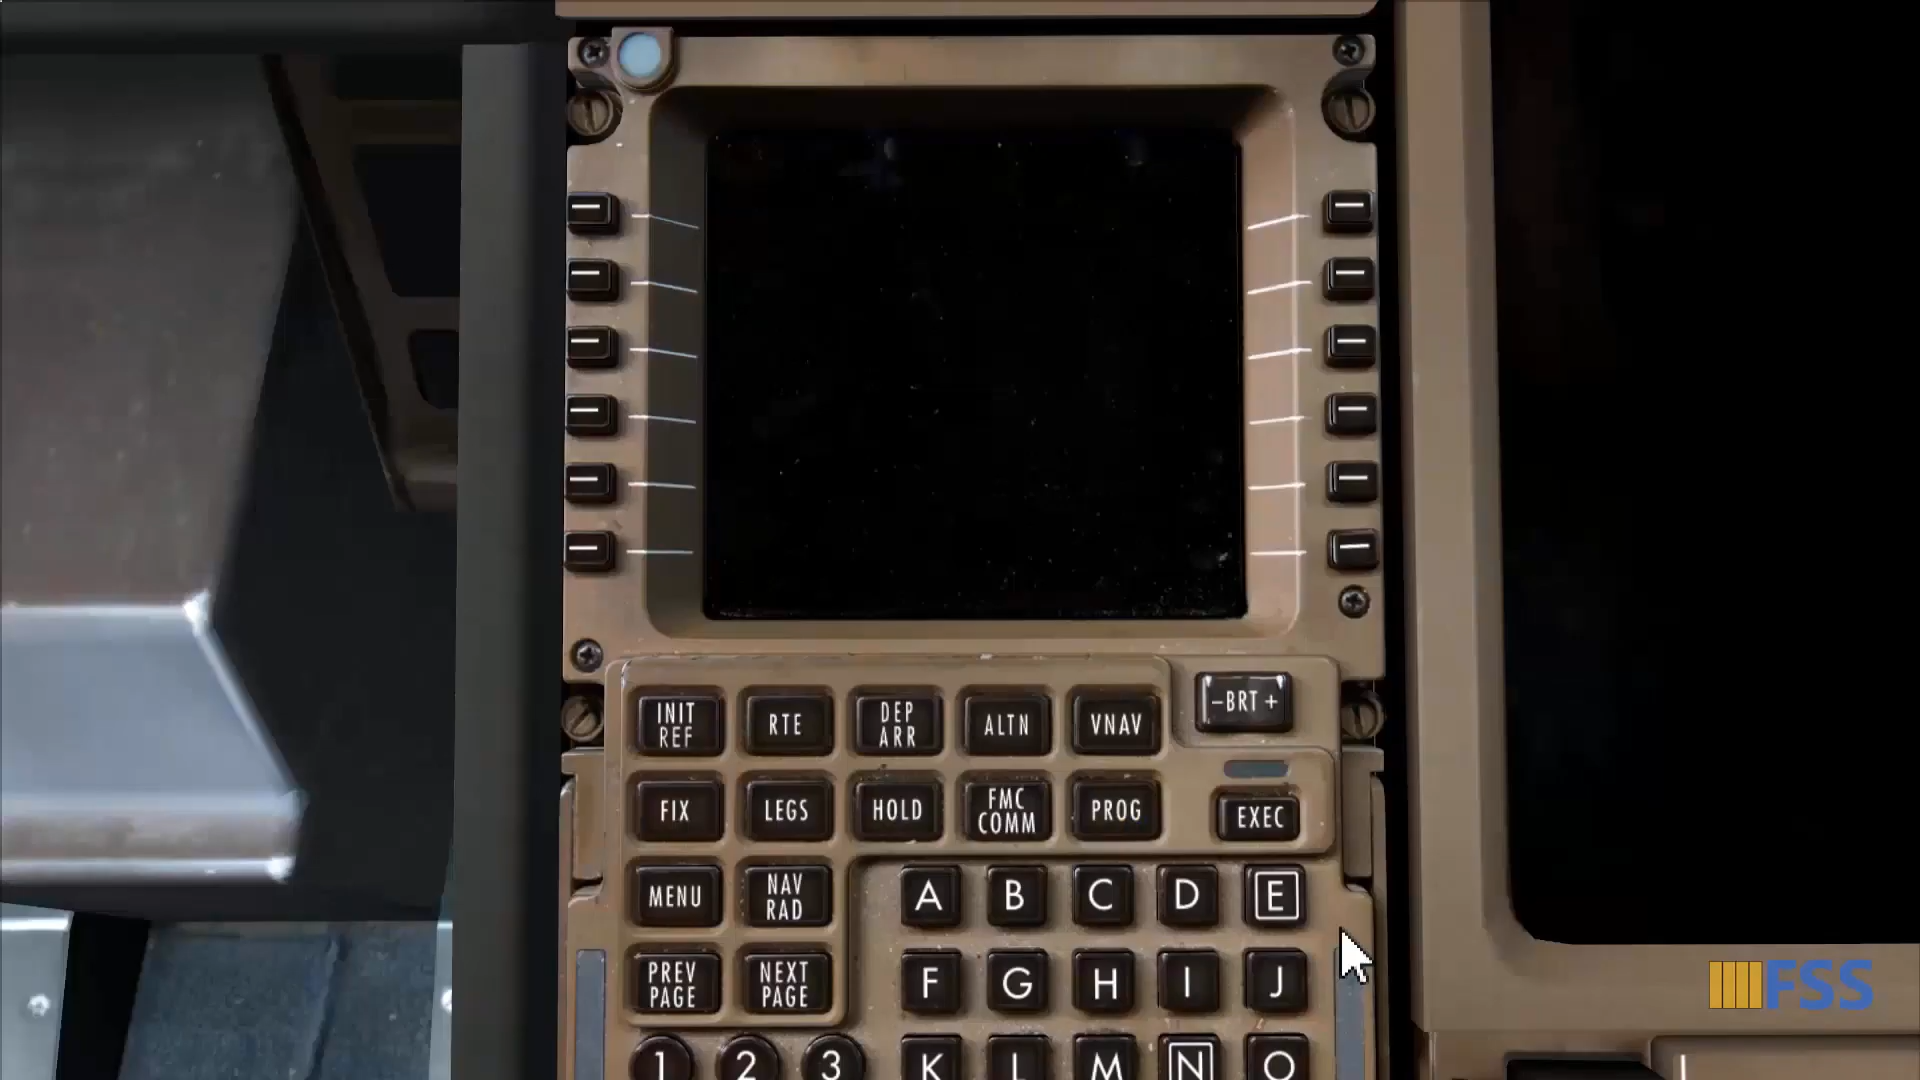 INIT
REF
RTE
DEP
ARR
ALTN
VNAV
-BRT +
FIX
LEGS
HOLD
FMC
COMM
PROG
EXEC
MENU
NAV
RAD
A B C D E
PREV
PAGE
NEXT
PAGE
F G H I J
FSS
1 2 3 K L M N O